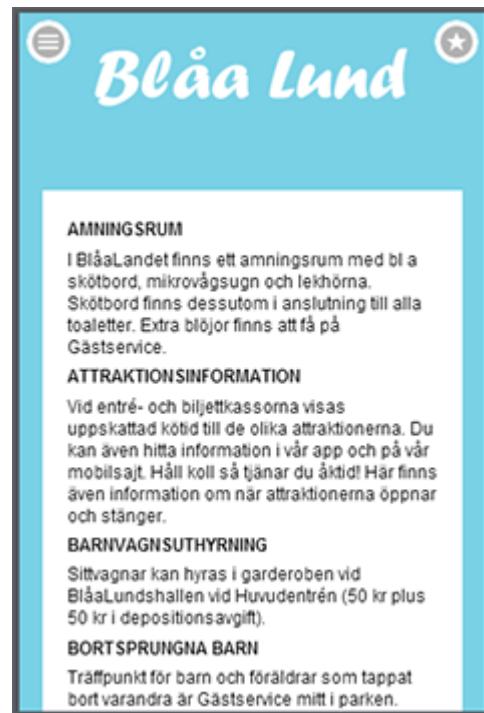 Blåa Lund
AMNINGSRUM
I BlåaLandet finns ett amningsrum med bl a
skötbord, mikrovågsugn och lekhörna.
Skötbord finns dessutom i anslutning till alla
toaletter. Extra blöjor finns att få på
Gästservice.
ATTRAKTIONSINFORMATION
Vid entré- och biljettkassorna visas
uppskattad kötid till de olika attraktionerna. Du
kan även hitta information i vår app och på vår
mobilsajt. Håll koll så tjänar du åktid! Här finns
även information om när attraktionerna öppnar
och stänger.
BARNVAGNSUTHYRNING
Sittvagnar kan hyras i garderoben vid
BlåaLundshallen vid Huvudentrén (50 kr plus
50 kr i depositionsavgift).
BORTSPRUNGNA BARN
Träffpunkt för barn och föräldrar som tappat
bort varandra är Gästservice mitt i parken.